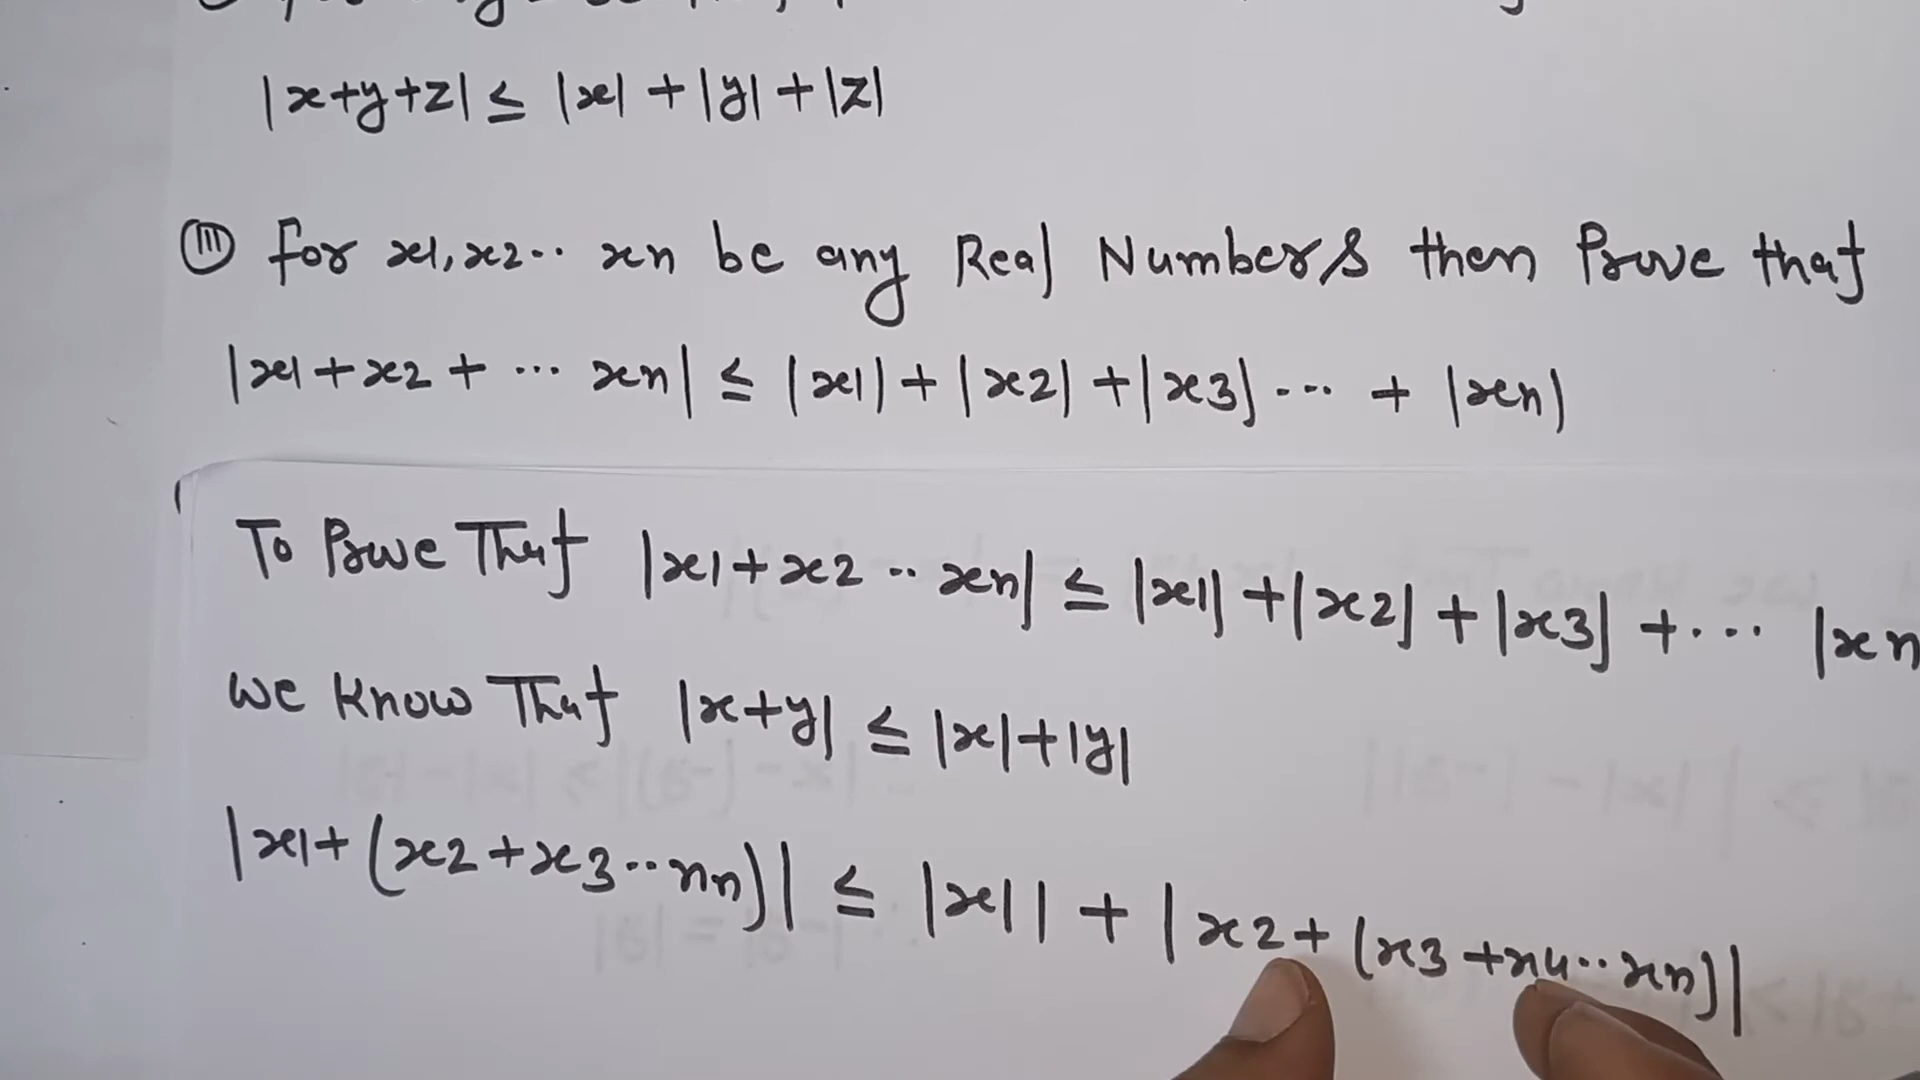 |x+y+z| ≤ |x| + |y| + |z|
(III) for x1, x2.. xn be any Real Numbers then Prove that
|x1+x2+ ... xn| ≤ |x1| + |x2| + |x3| ... + |xn|
To Prove That |x1+x2 .. xn| ≤ |x1| + |x2| + |x3| + ... |xn
we know That |x+y| ≤ |x|+|y|
|x1+(x2+x3..xn)| ≤ |x1| + |x2+(x3+x4..xn)|